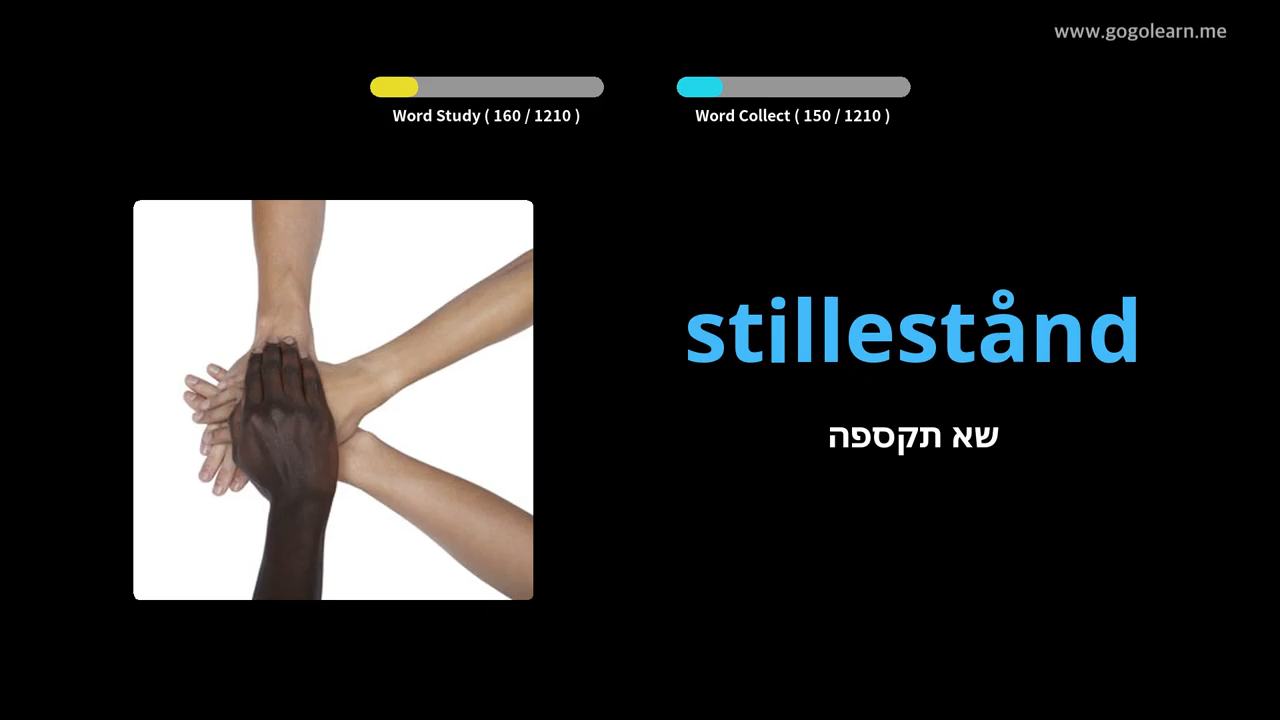 www.gogolearn.me
Word Study ( 160 / 1210 )
Word Collect ( 150 / 1210 )
stillestånd
שא תקספה